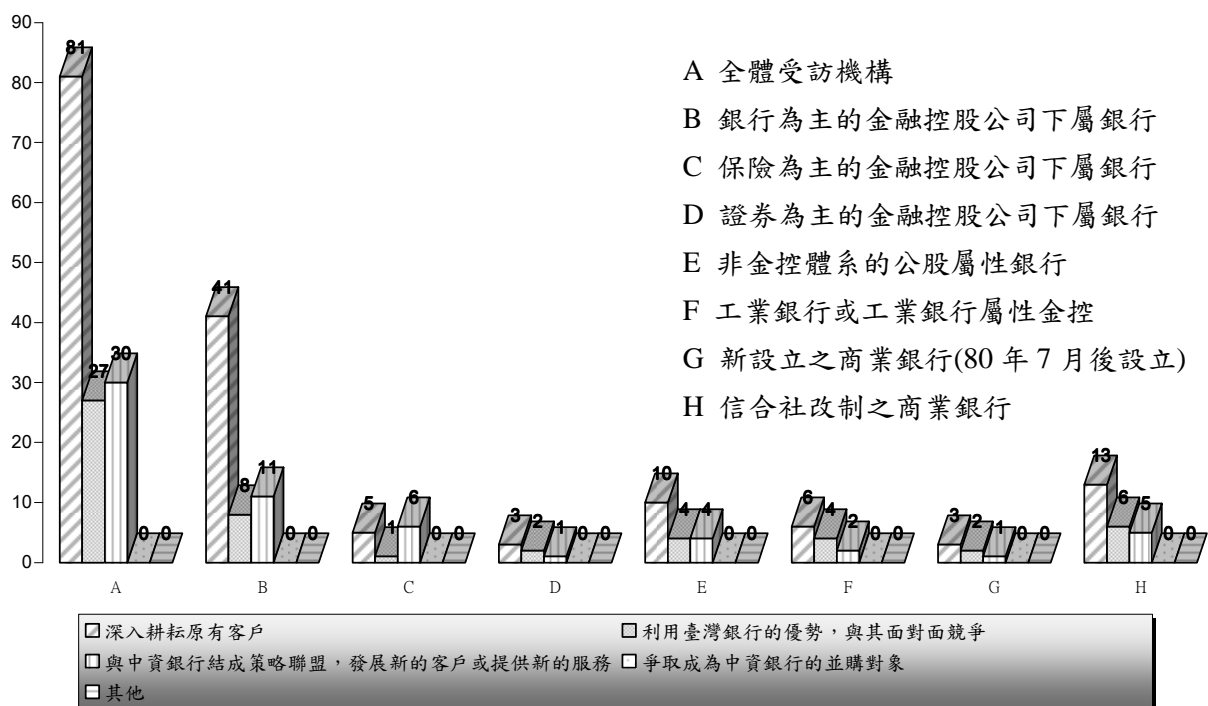 90
80
70
60
50
40
30
20
10
0
81 27 30 0 0
41 8 11 0 0
5 1 6 0 0
3 2 1 0 0
10 4 4 0 0
6 4 2 0 0
3 2 1 0 0
13 6 5 0 0
A B C D E F G H
A 全體受訪機構
B 銀行為主的金融控股公司下屬銀行
C 保險為主的金融控股公司下屬銀行
D 證券為主的金融控股公司下屬銀行
E 非金控體系的公股屬性銀行
F 工業銀行或工業銀行屬性金控
G 新設立之商業銀行(80 年 7 月後設立)
H 信合社改制之商業銀行
深入耕耘原有客戶 利用臺灣銀行的優勢，與其面對面競爭
與中資銀行結成策略聯盟，發展新的客戶或提供新的服務 爭取成為中資銀行的並購對象
其他